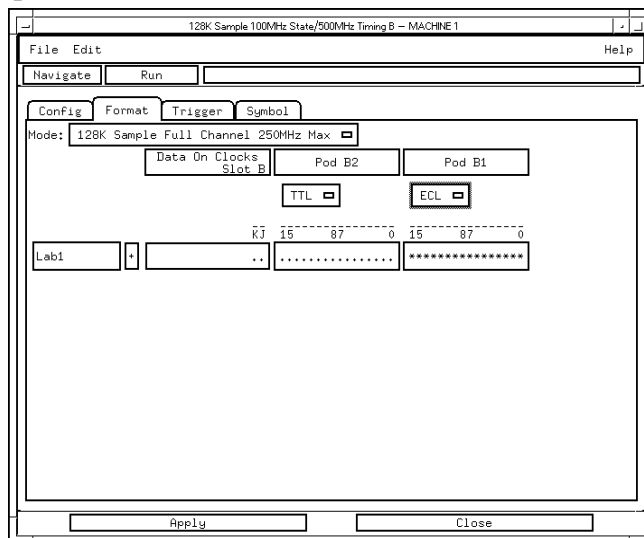 128K Sample 100MHz State/500MHz Timing B — MACHINE 1
File Edit Help
Navigate Run
Config Format Trigger Symbol
Mode: 128K Sample Full Channel 250MHz Max
Data On Clocks Pod B2 Pod B1
Slot B
TTL ECL
KJ 15 87 0 15 87 0
Lab1 + .. ................ ****************
Apply Close